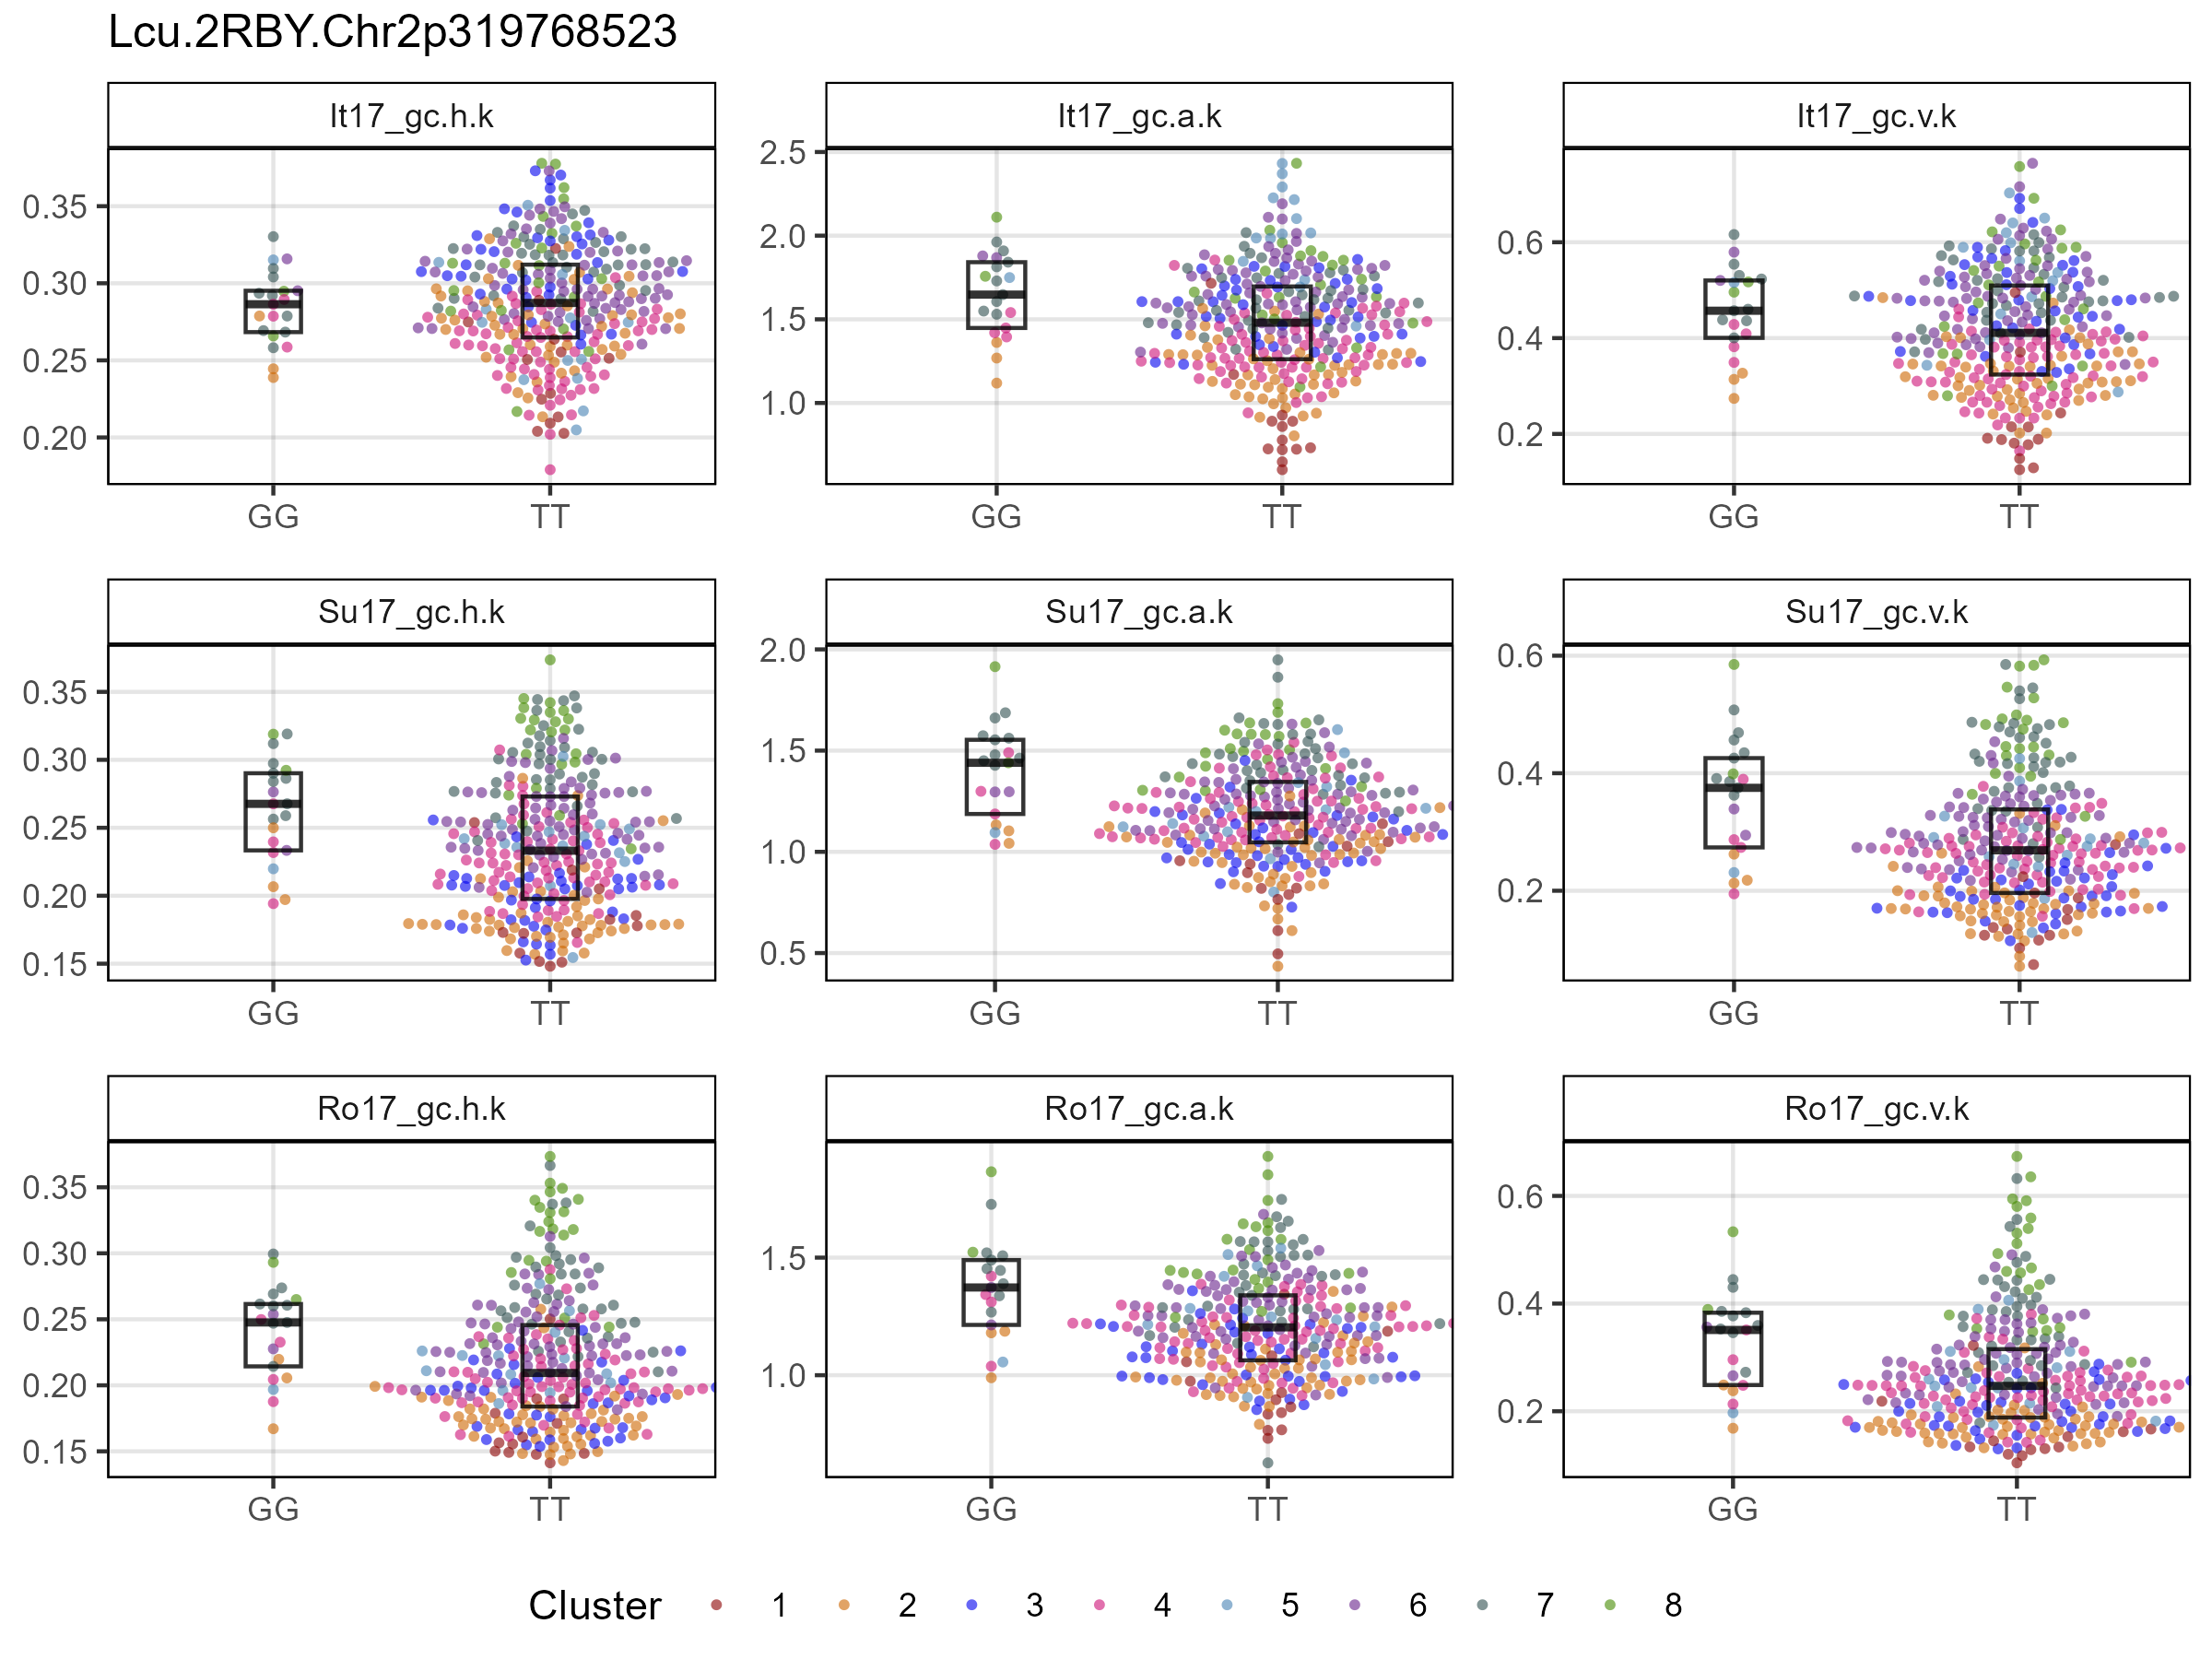 Lcu.2RBY.Chr2p319768523
It17_gc.h.k
It17_gc.a.k
It17_gc.v.k
0.35
0.30
0.25
0.20
2.5
2.0
1.5
1.0
0.6
0.4
0.2
GG TT
GG TT
GG TT
Su17_gc.h.k
Su17_gc.a.k
Su17_gc.v.k
0.35
0.30
0.25
0.20
0.15
2.0
1.5
1.0
0.5
0.6
0.4
0.2
GG TT
GG TT
GG TT
Ro17_gc.h.k
Ro17_gc.a.k
Ro17_gc.v.k
0.35
0.30
0.25
0.20
0.15
1.5
1.0
0.6
0.4
0.2
GG TT
GG TT
GG TT
Cluster 1 2 3 4 5 6 7 8